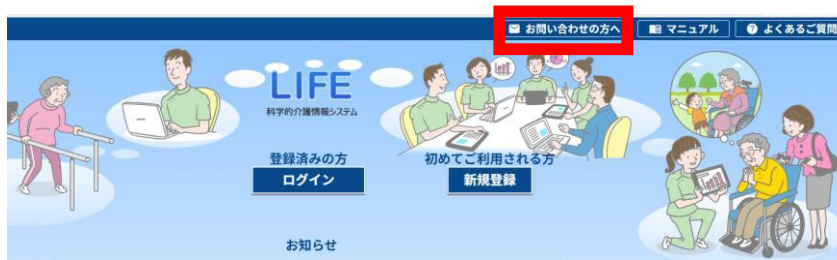 お問い合わせの方へ
マニュアル
よくあるご質問
LIFE
科学的介護情報システム
登録済みの方
初めてご利用される方
ログイン
新規登録
お知らせ